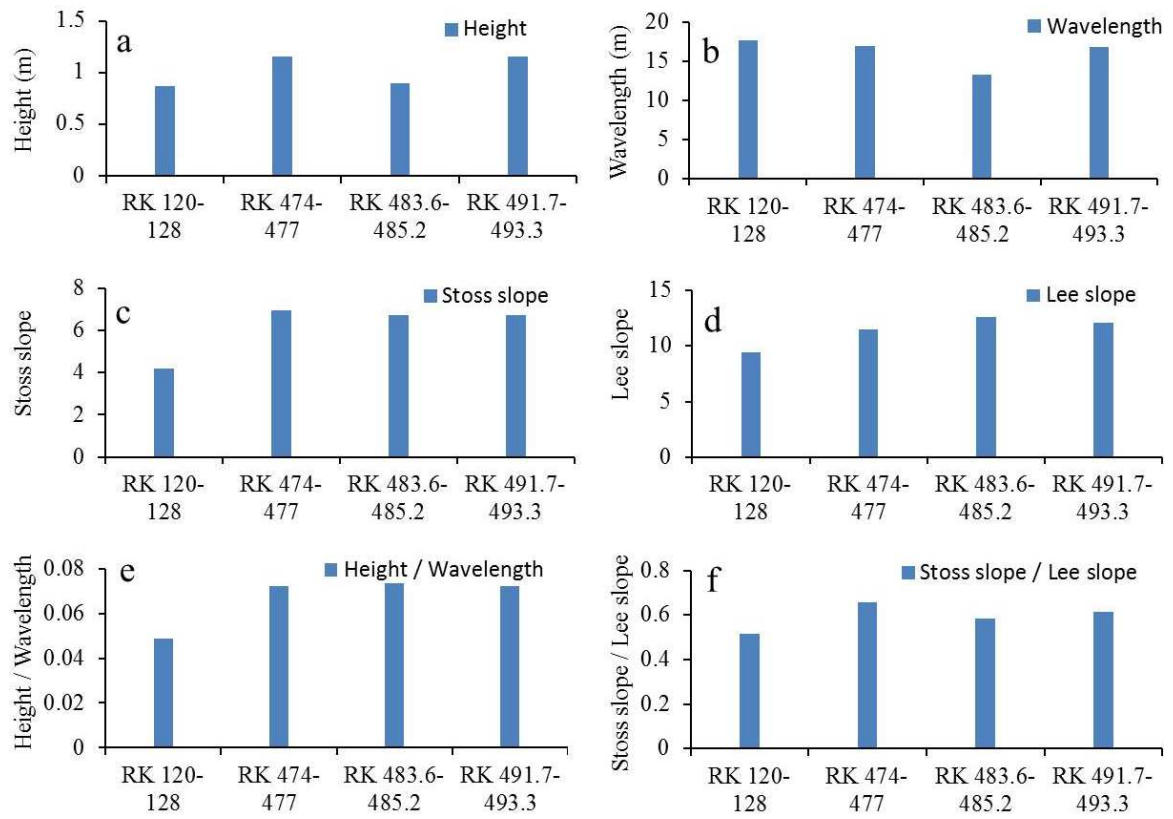 a
Height
Height (m)
1.5
1
0.5
0
RK 120-
128
RK 474-
477
RK 483.6-
485.2
RK 491.7-
493.3
b
Wavelength
Wavelength (m)
20
15
10
5
0
RK 120-
128
RK 474-
477
RK 483.6-
485.2
RK 491.7-
493.3
c
Stoss slope
Stoss slope
8
6
4
2
0
RK 120-
128
RK 474-
477
RK 483.6-
485.2
RK 491.7-
493.3
d
Lee slope
Lee slope
15
10
5
0
RK 120-
128
RK 474-
477
RK 483.6-
485.2
RK 491.7-
493.3
e
Height / Wavelength
Height / Wavelength
0.08
0.06
0.04
0.02
0
RK 120-
128
RK 474-
477
RK 483.6-
485.2
RK 491.7-
493.3
f
Stoss slope / Lee slope
Stoss slope / Lee slope
0.8
0.6
0.4
0.2
0
RK 120-
128
RK 474-
477
RK 483.6-
485.2
RK 491.7-
493.3